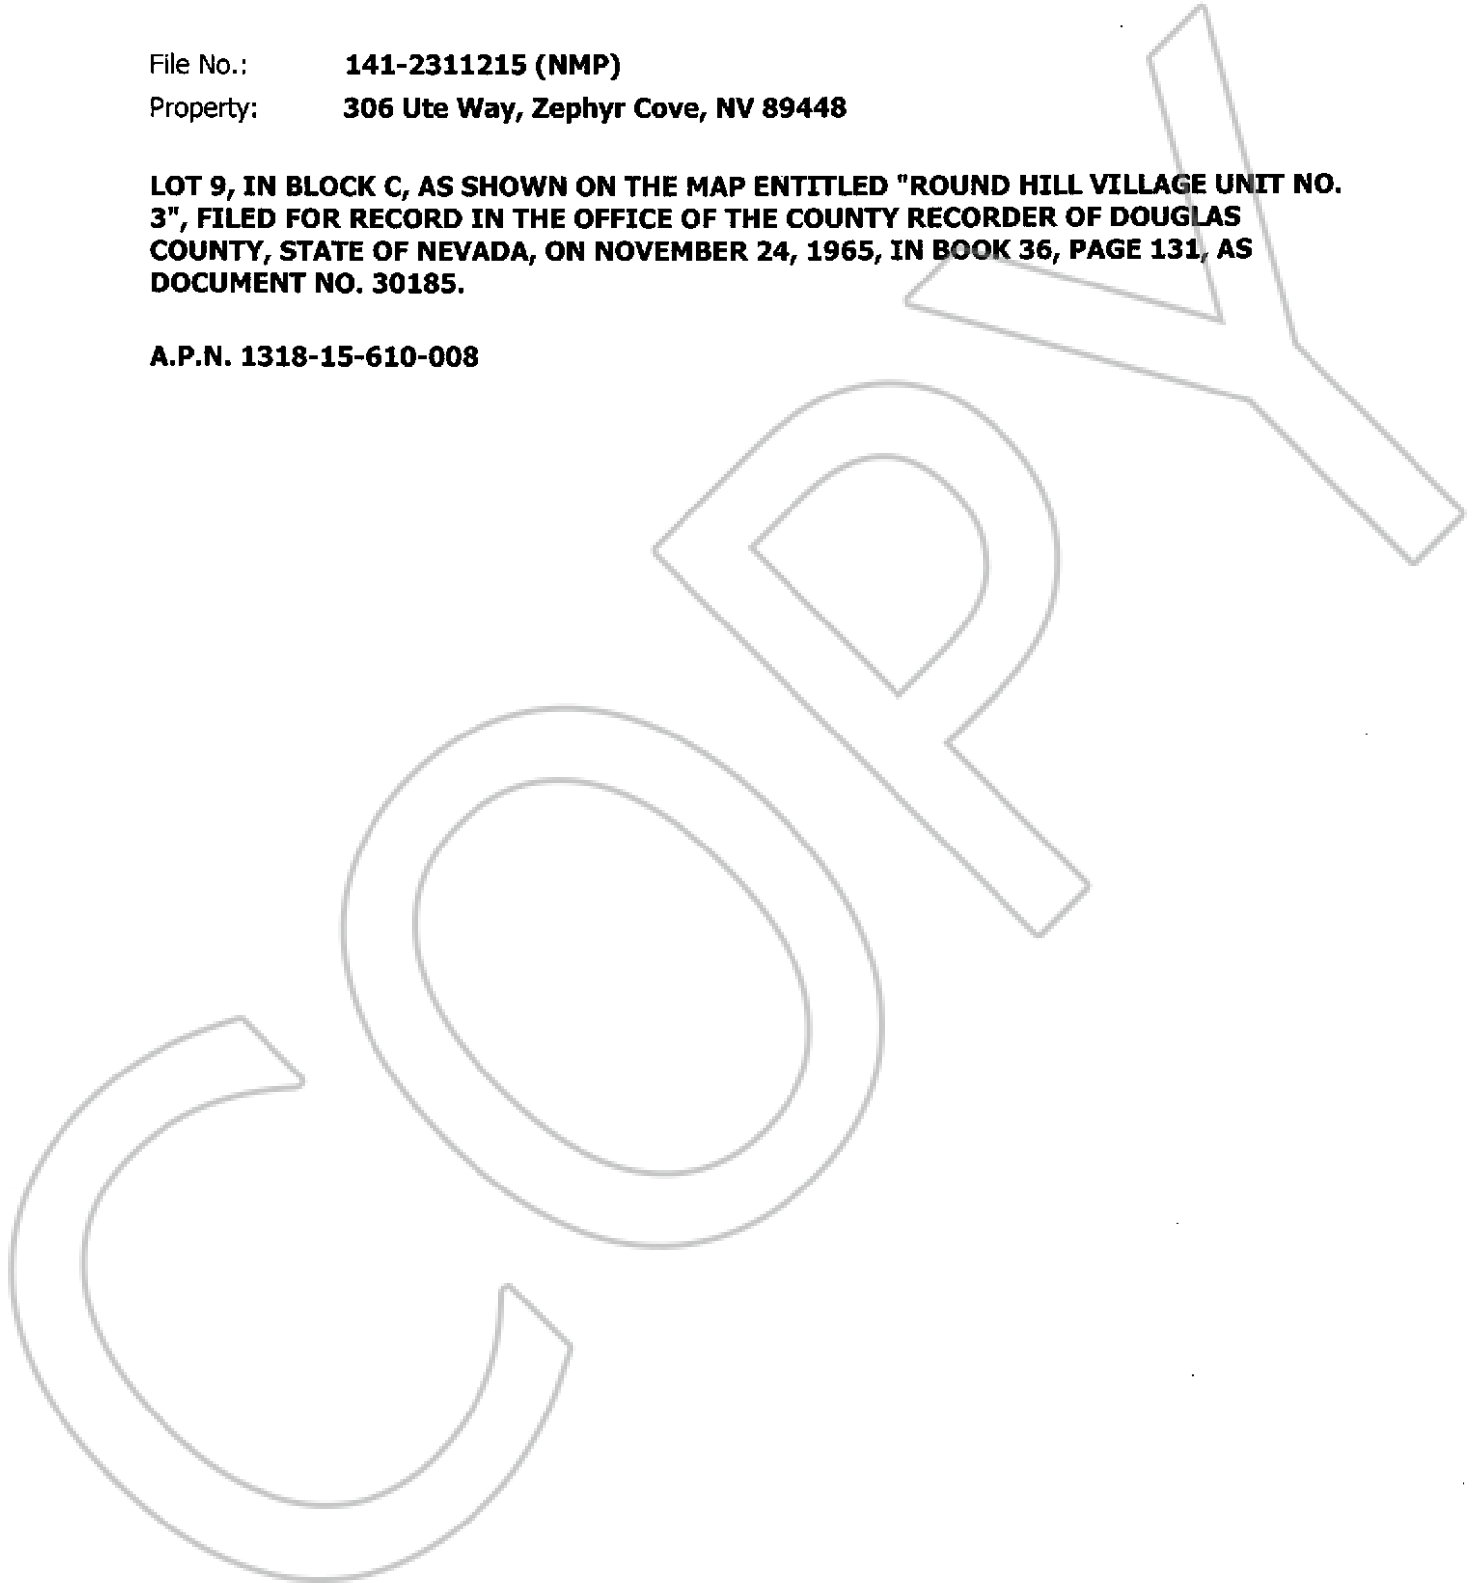 File No.: 141-2311215 (NMP)
Property: 306 Ute Way, Zephyr Cove, NV 89448
LOT 9, IN BLOCK C, AS SHOWN ON THE MAP ENTITLED "ROUND HILL VILLAGE UNIT NO.
3", FILED FOR RECORD IN THE OFFICE OF THE COUNTY RECORDER OF DOUGLAS
COUNTY, STATE OF NEVADA, ON NOVEMBER 24, 1965, IN BOOK 36, PAGE 131, AS
DOCUMENT NO. 30185.
A.P.N. 1318-15-610-008
COPY